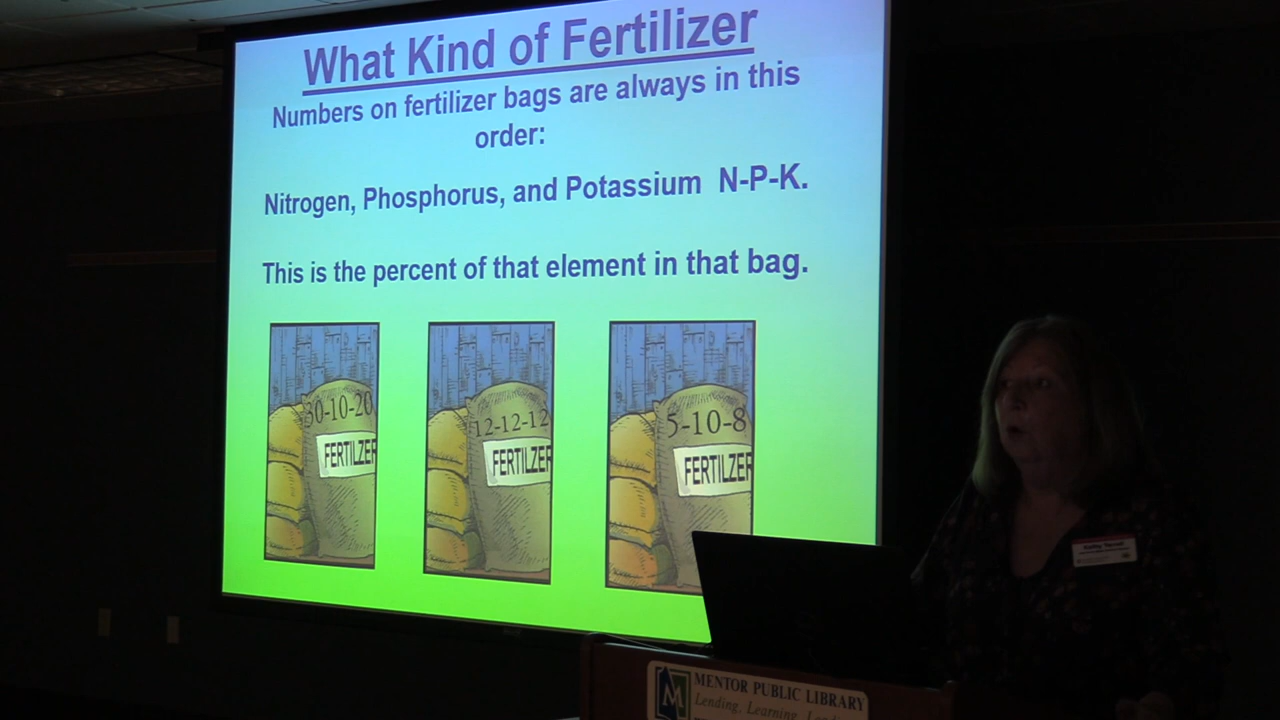 What Kind of Fertilizer
Numbers on fertilizer bags are always in this
order:
Nitrogen, Phosphorus, and Potassium N-P-K.
This is the percent of that element in that bag.
30-10-20
FERTILZER
12-12-12
FERTILZER
5-10-8
FERTILZER
M
MENTOR PUBLIC LIBRARY
Lending, Learning,